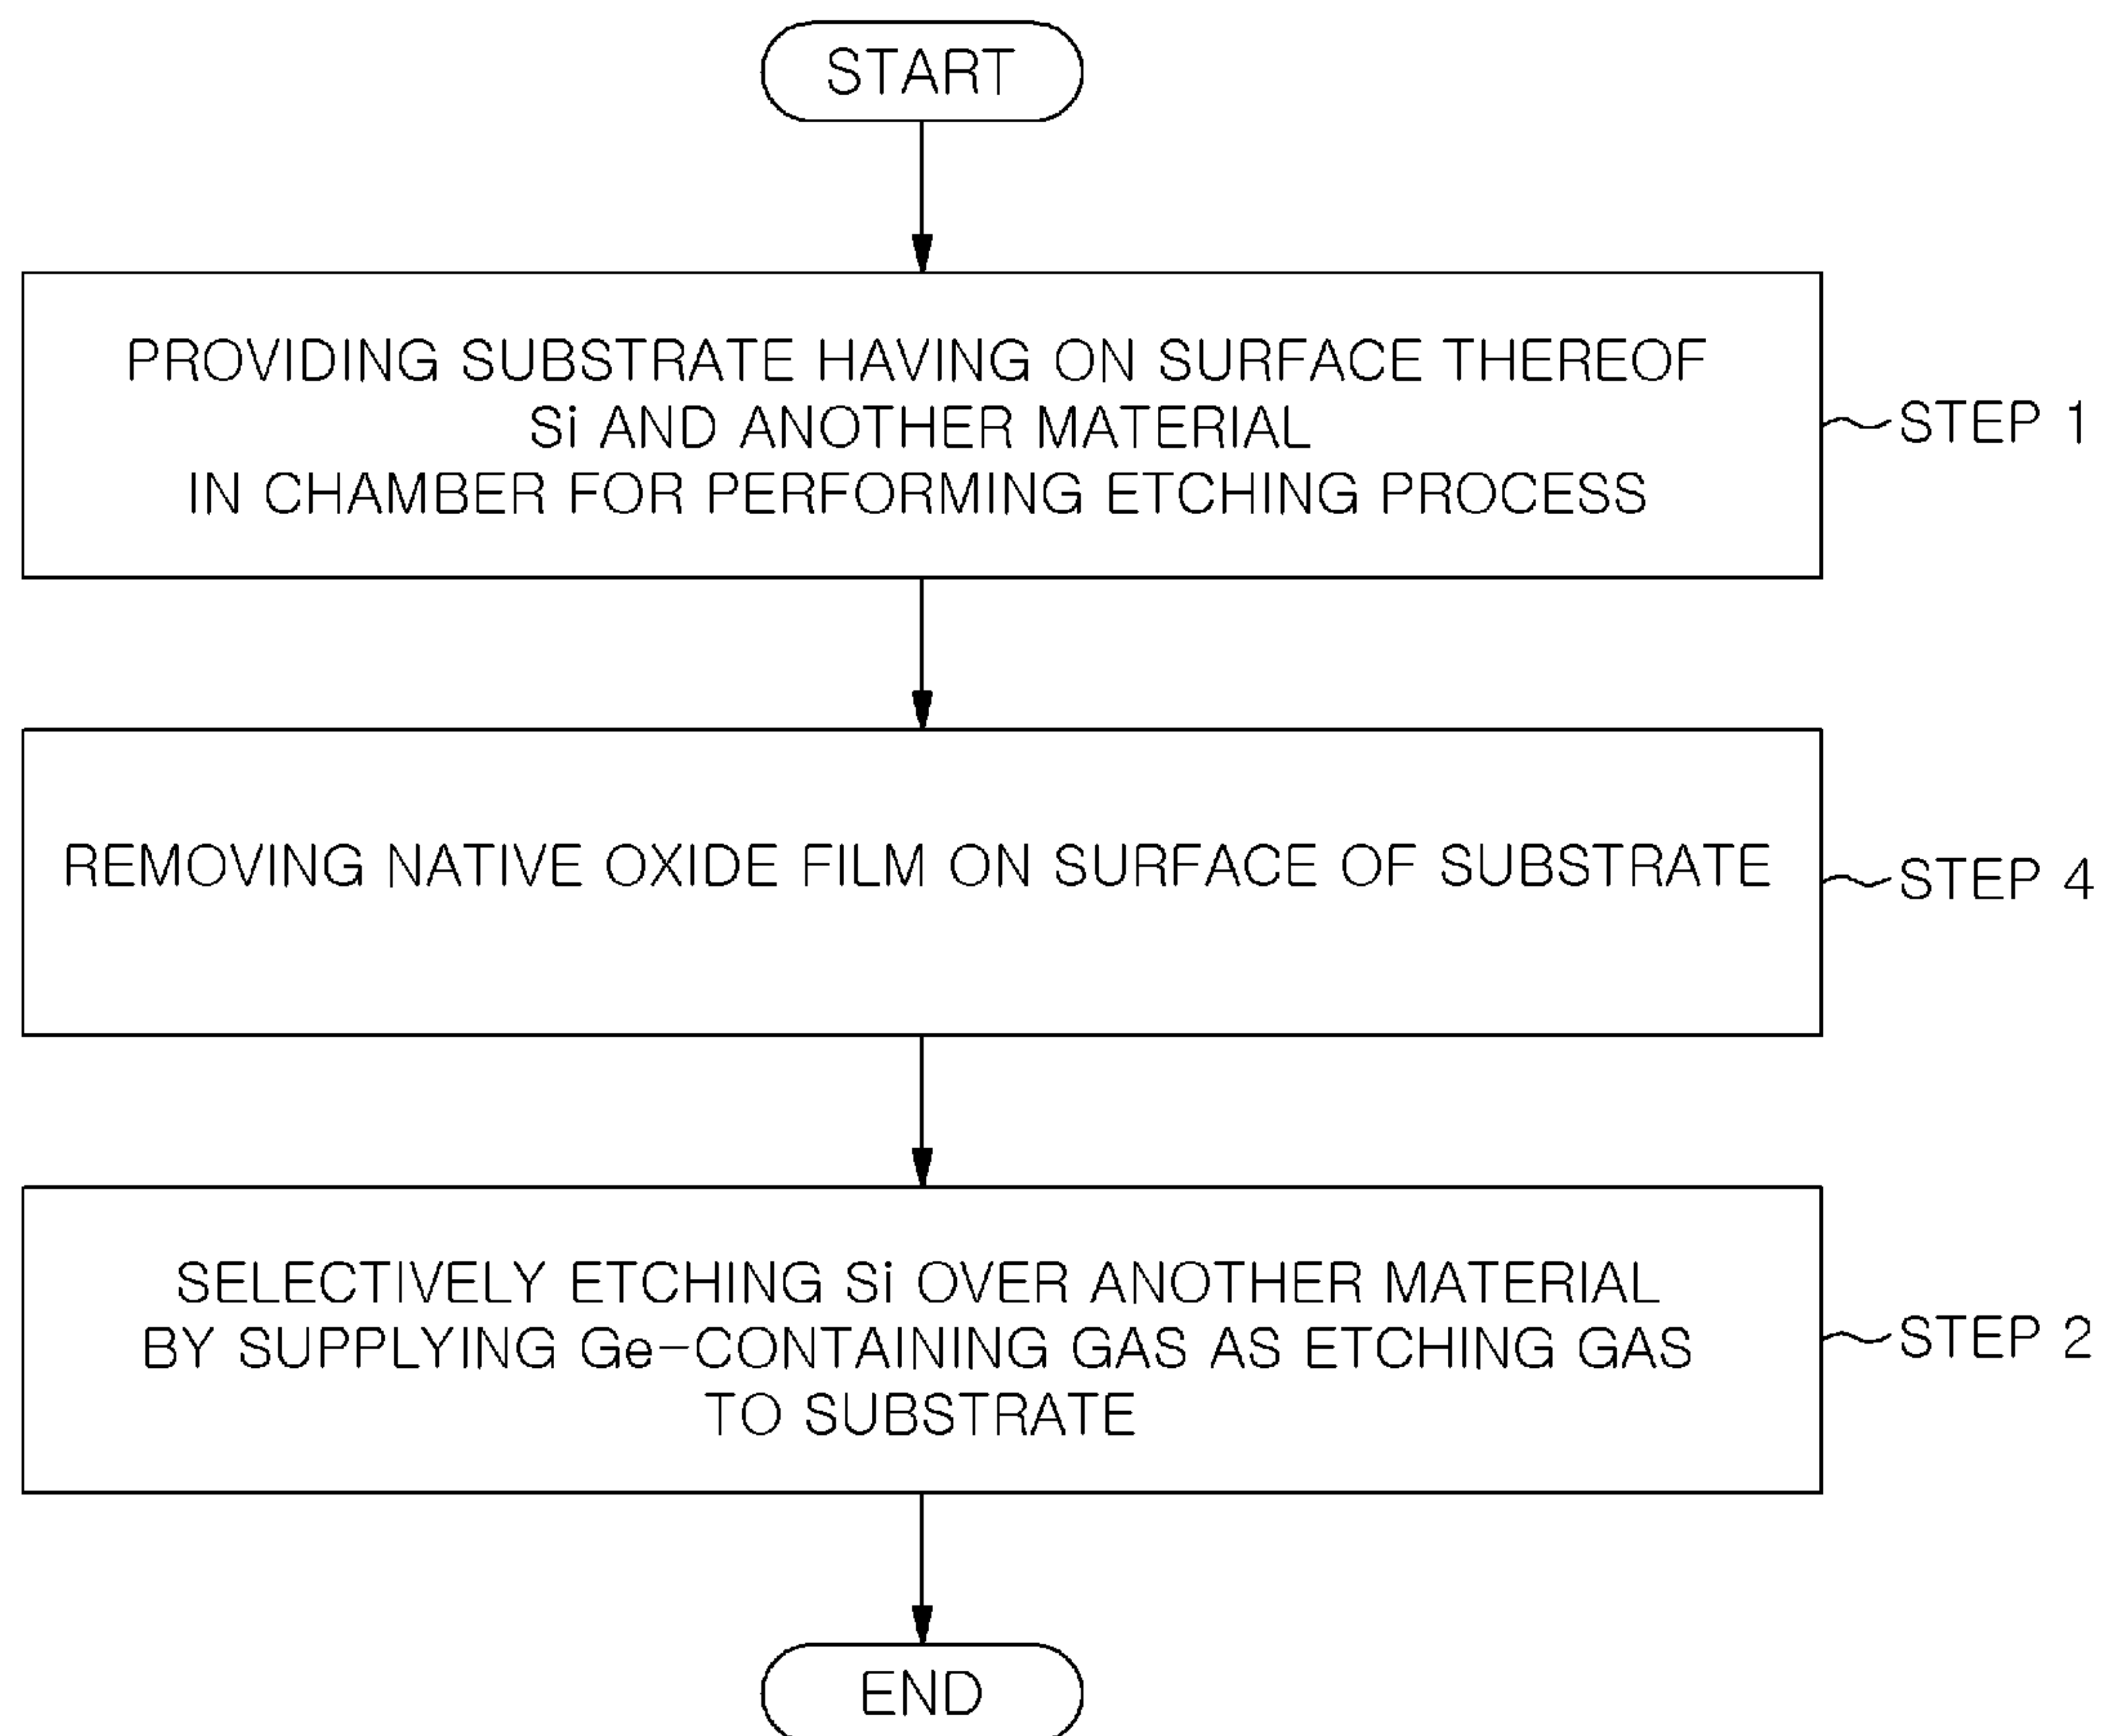 START
PROVIDING SUBSTRATE HAVING ON SURFACE THEREOF
Si AND ANOTHER MATERIAL
IN CHAMBER FOR PERFORMING ETCHING PROCESS
STEP 1
REMOVING NATIVE OXIDE FILM ON SURFACE OF SUBSTRATE
STEP 4
SELECTIVELY ETCHING Si OVER ANOTHER MATERIAL
BY SUPPLYING Ge-CONTAINING GAS AS ETCHING GAS
TO SUBSTRATE
STEP 2
END